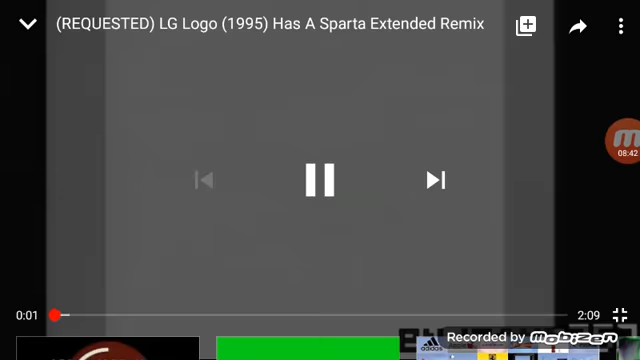 (REQUESTED) LG Logo (1995) Has A Sparta Extended Remix
08:42
0:01
2:09
adidas
Recorded by mobizen